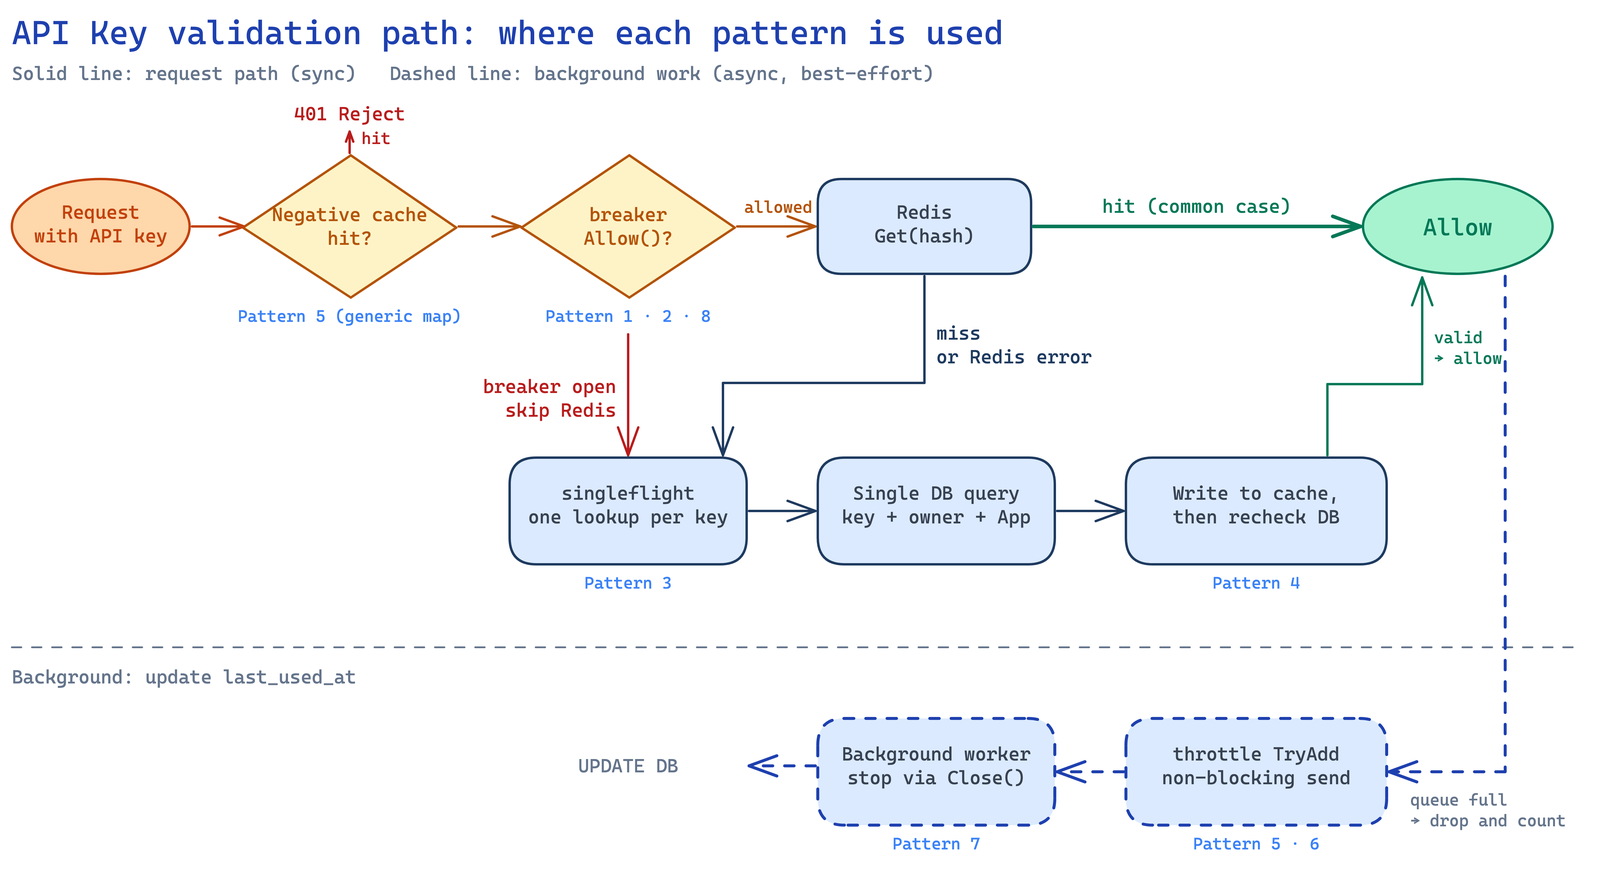 API Key validation path: where each pattern is used
Solid line: request path (sync)   Dashed line: background work (async, best-effort)
401 Reject
hit
Request
with API key
Negative cache
hit?
Pattern 5 (generic map)
breaker
Allow()?
Pattern 1 · 2 · 8
allowed
Redis
Get(hash)
hit (common case)
Allow
breaker open
skip Redis
miss
or Redis error
valid
→ allow
singleflight
one lookup per key
Pattern 3
Single DB query
key + owner + App
Write to cache,
then recheck DB
Pattern 4
Background: update last_used_at
UPDATE DB
Background worker
stop via Close()
Pattern 7
throttle TryAdd
non-blocking send
Pattern 5 · 6
queue full
→ drop and count